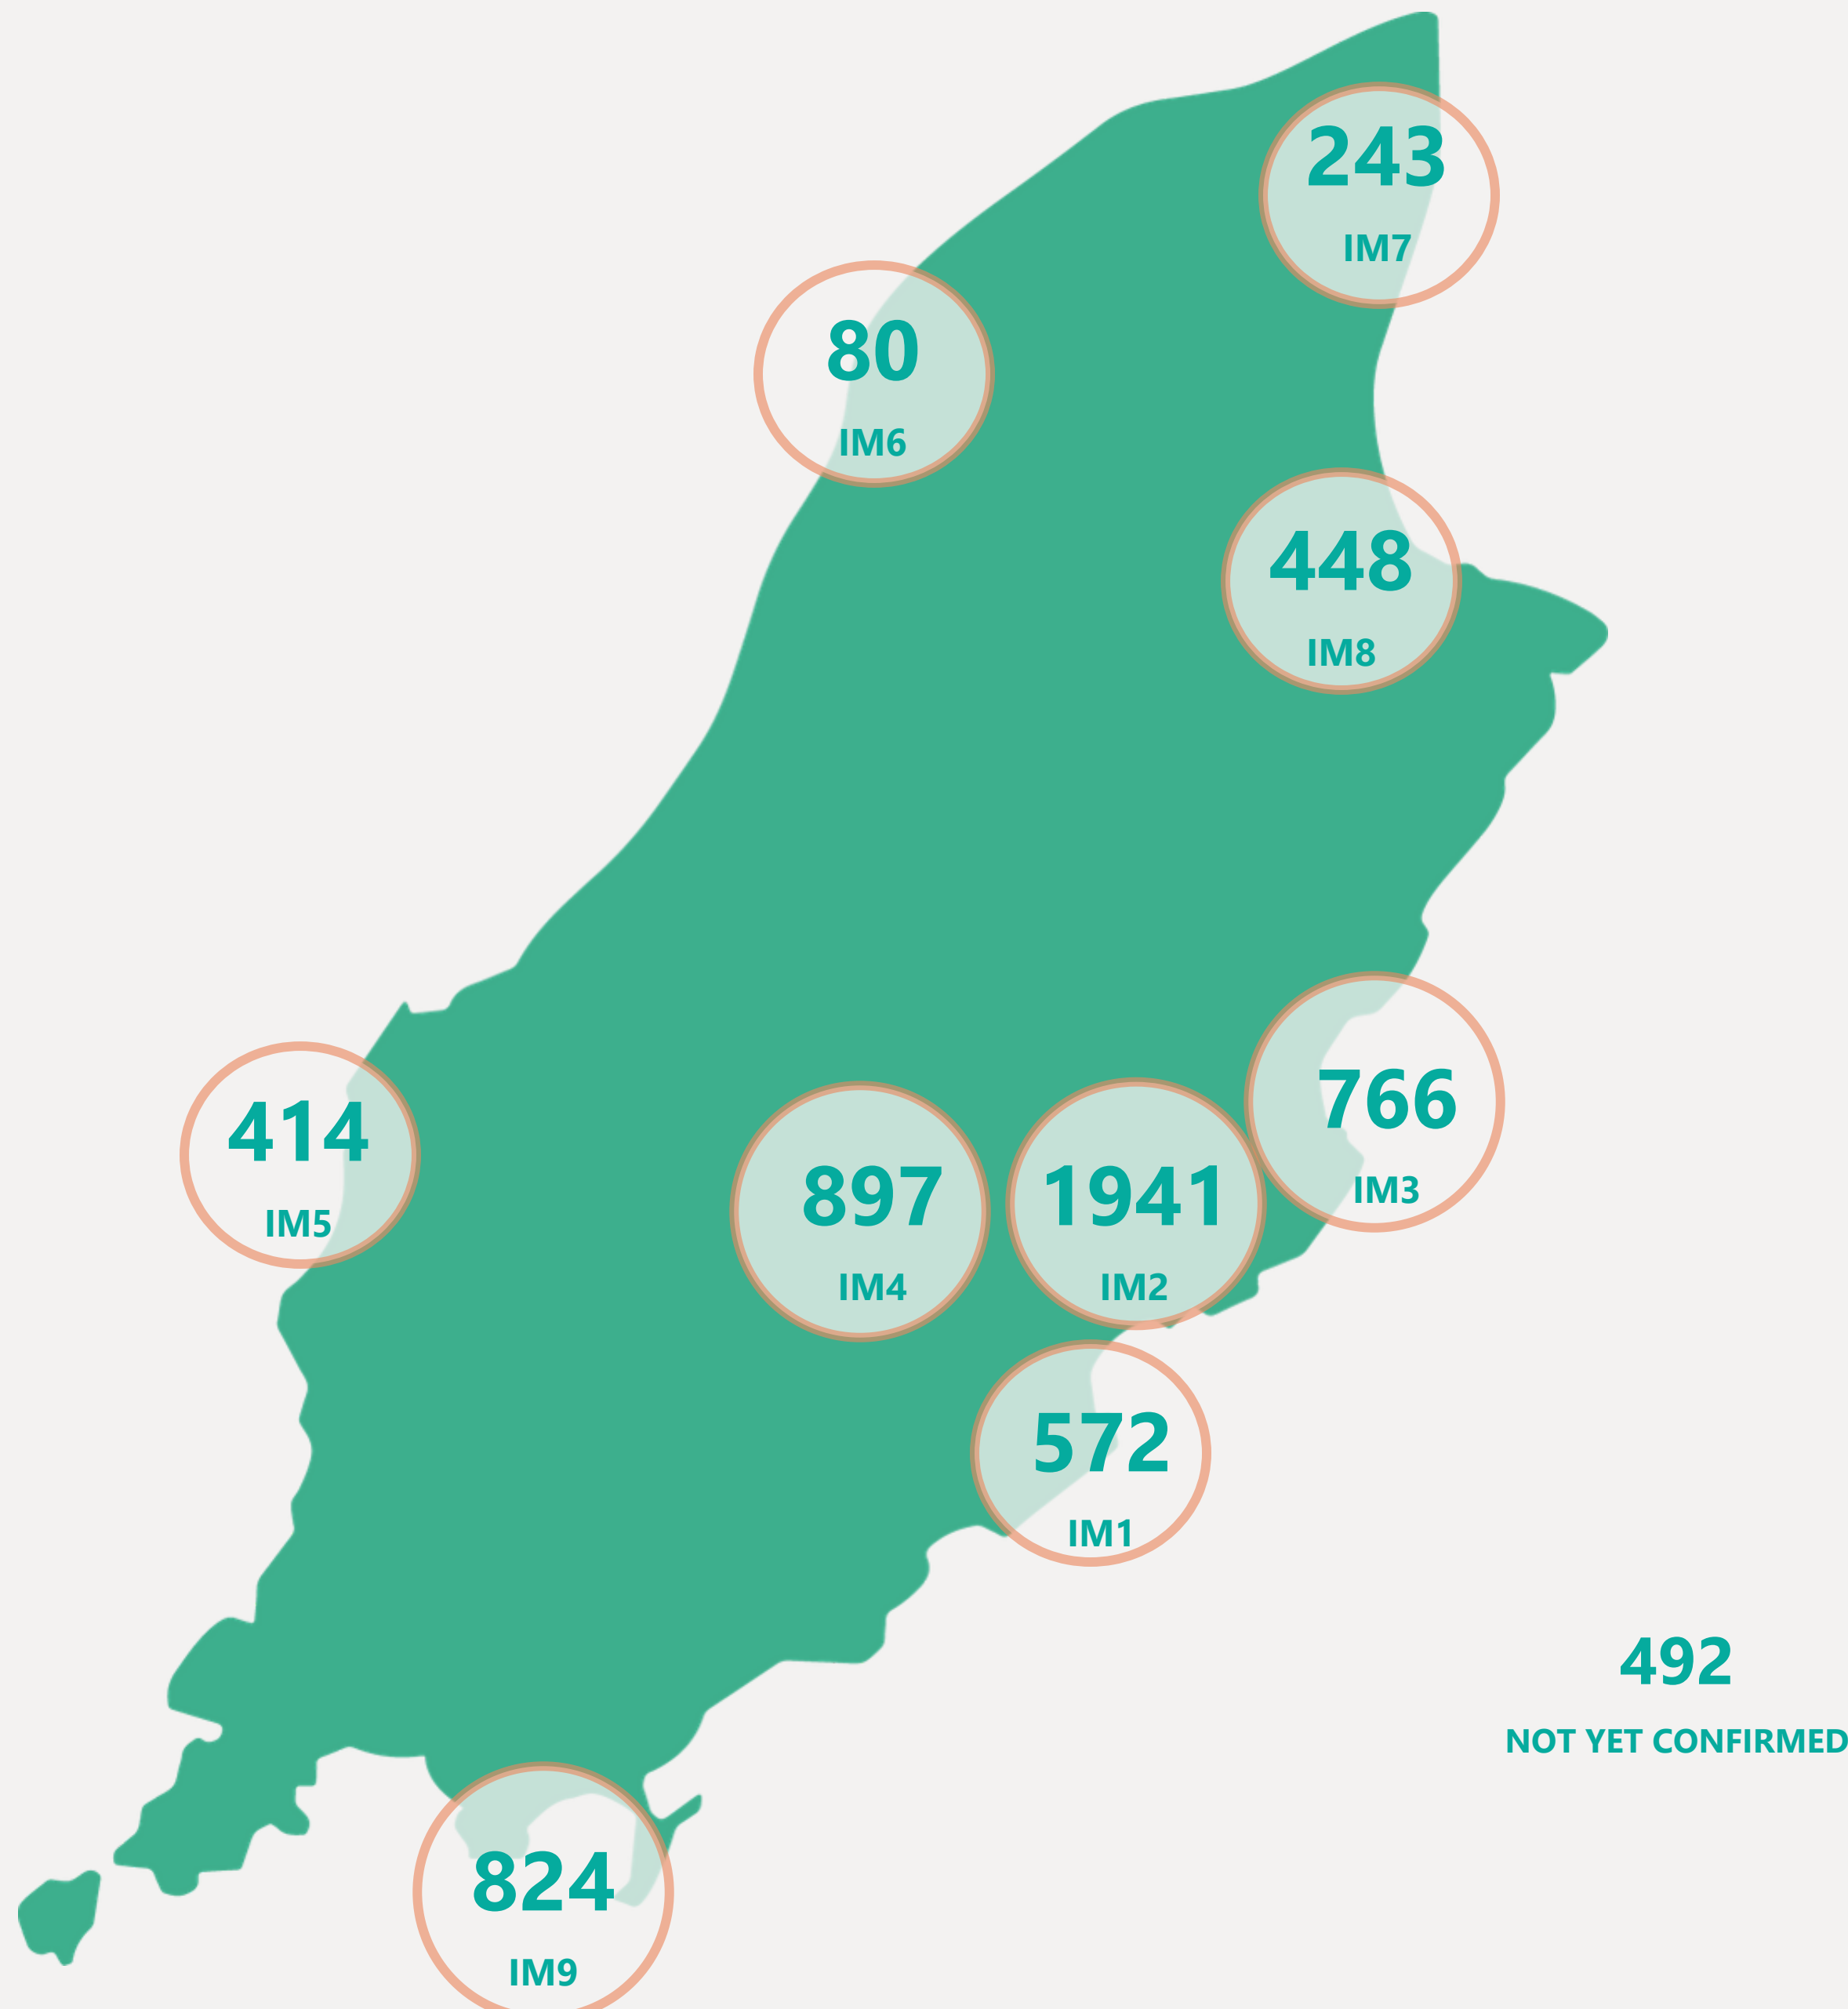 243
IM7
80
IM6
448
IM8
766
IM3
414
IM5
897
IM4
1941
IM2
572
IM1
492
NOT YET CONFIRMED
824
IM9